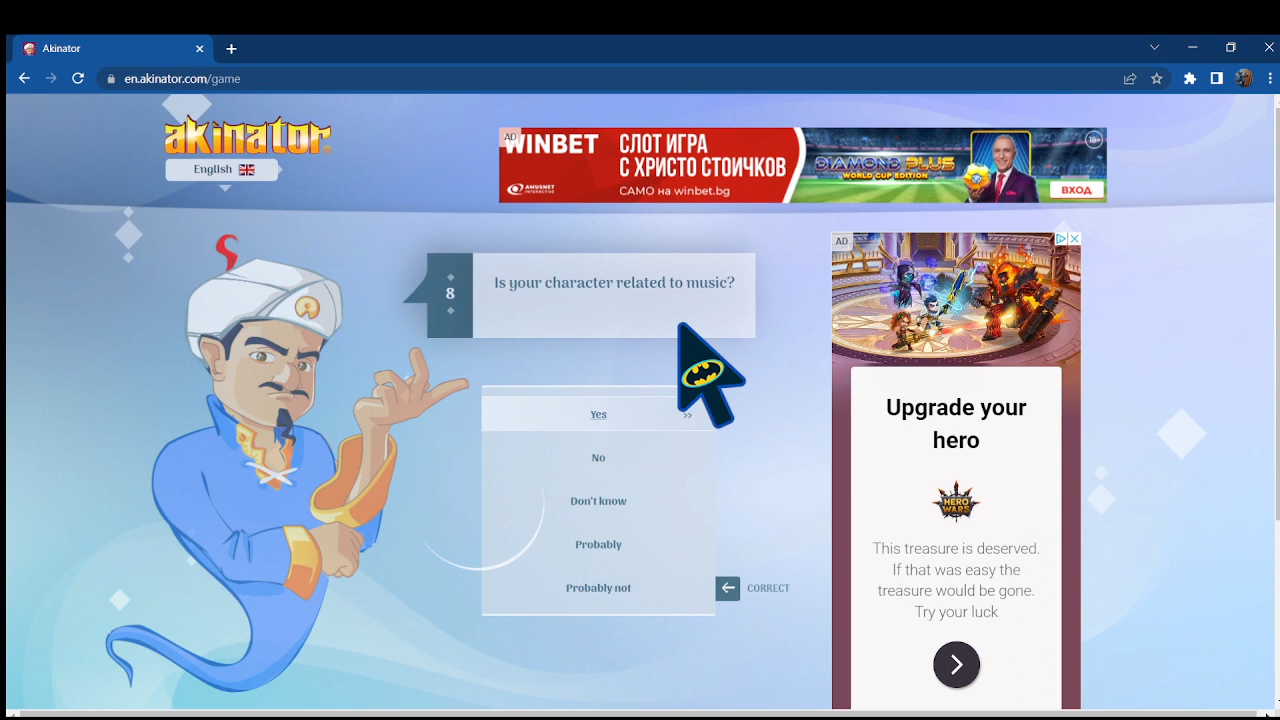 Akinator
en.akinator.com/game
akinator
English
AD
WINBET
СЛОТ ИГРА
С ХРИСТО СТОИЧКОВ
САМО на winbet.bg
AMUSNET
INTERACTIVE
DIAMOND PLUS
WORLD CUP EDITION
18+
ВХОД
8
Is your character related to music?
Yes
>>
No
Don't know
Probably
Probably not
CORRECT
AD
Upgrade your
hero
HERO
WARS
This treasure is deserved.
If that was easy the
treasure would be gone.
Try your luck